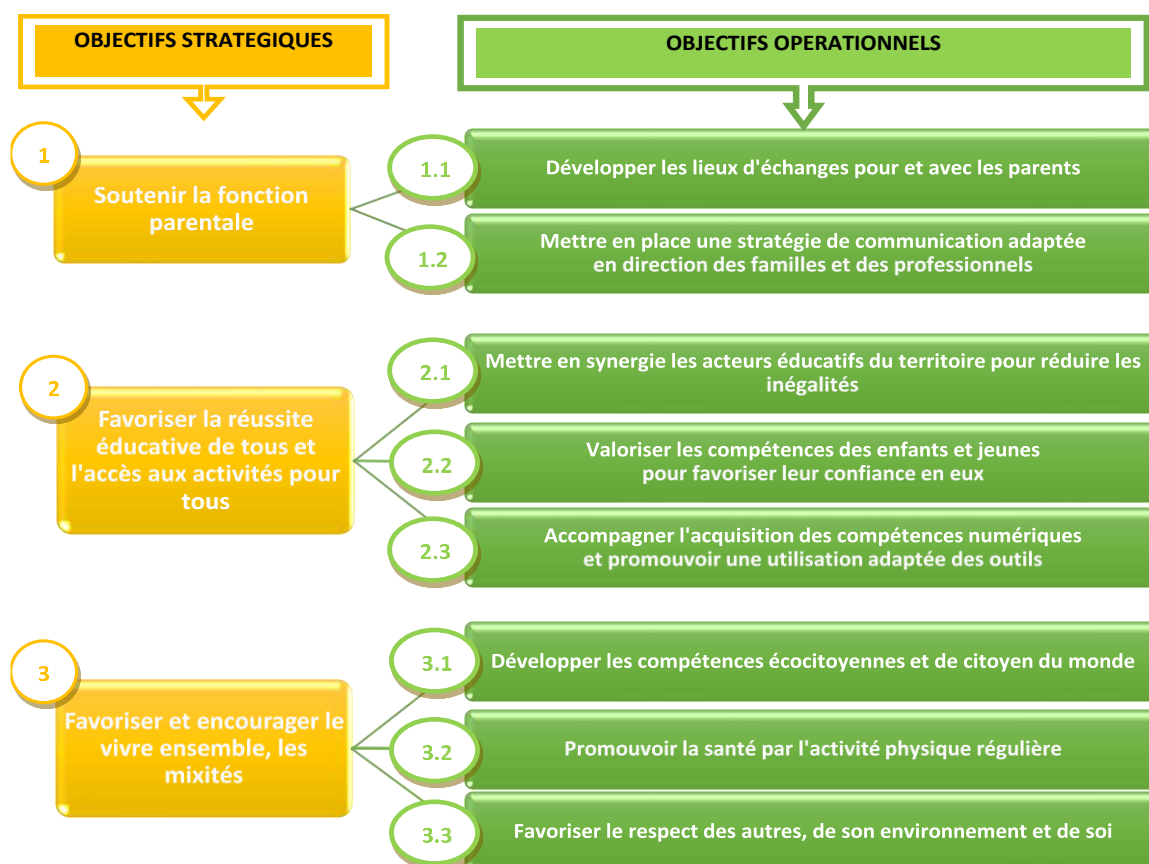 OBJECTIFS STRATEGIQUES
OBJECTIFS OPERATIONNELS
1
Soutenir la fonction
parentale
1.1
Développer les lieux d'échanges pour et avec les parents
1.2
Mettre en place une stratégie de communication adaptée
en direction des familles et des professionnels
2
Favoriser la réussite
éducative de tous et
l'accès aux activités pour
tous
2.1
Mettre en synergie les acteurs éducatifs du territoire pour réduire les
inégalités
2.2
Valoriser les compétences des enfants et jeunes
pour favoriser leur confiance en eux
2.3
Accompagner l'acquisition des compétences numériques
et promouvoir une utilisation adaptée des outils
3
Favoriser et encourager le
vivre ensemble, les
mixités
3.1
Développer les compétences écocitoyennes et de citoyen du monde
3.2
Promouvoir la santé par l'activité physique régulière
3.3
Favoriser le respect des autres, de son environnement et de soi